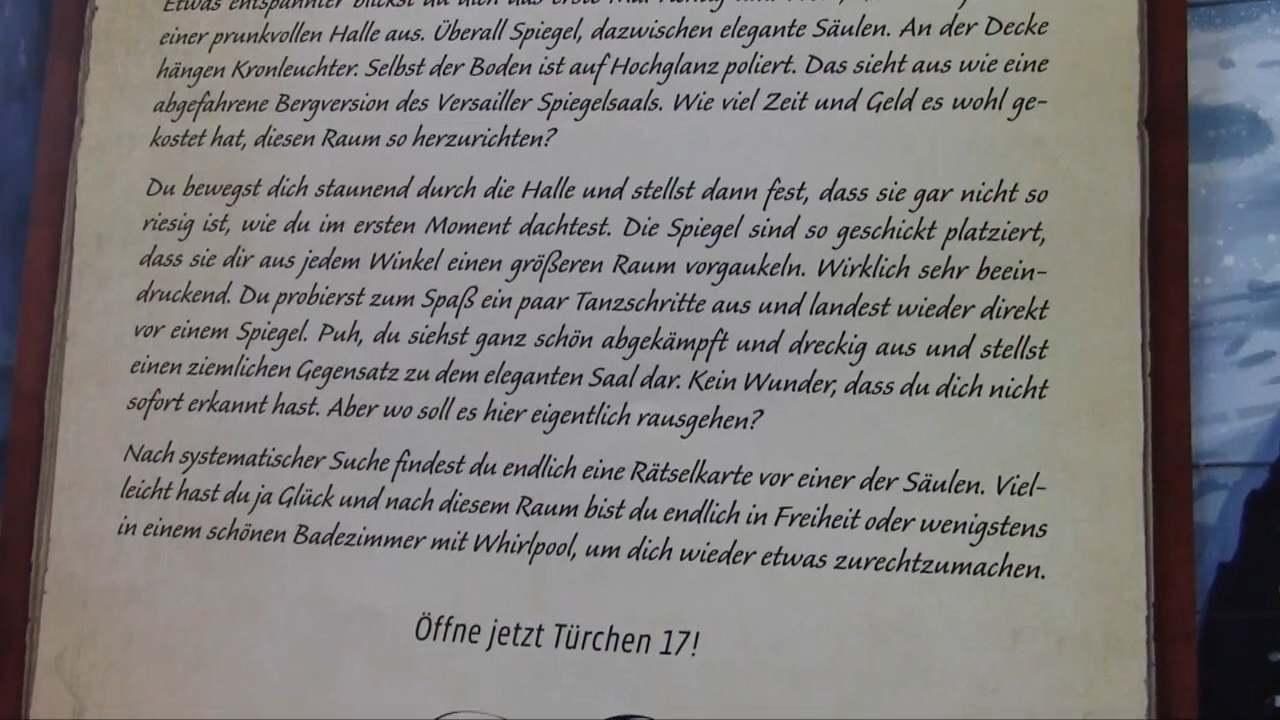 Etwas entspannter blickst du dich das erste Mal
einer prunkvollen Halle aus. Überall Spiegel, dazwischen elegante Säulen. An der Decke
hängen Kronleuchter. Selbst der Boden ist auf Hochglanz poliert. Das sieht aus wie eine
abgefahrene Bergversion des Versailler Spiegelsaals. Wie viel Zeit und Geld es wohl ge-
kostet hat, diesen Raum so herzurichten?
Du bewegst dich staunend durch die Halle und stellst dann fest, dass sie gar nicht so
riesig ist, wie du im ersten Moment dachtest. Die Spiegel sind so geschickt platziert,
dass sie dir aus jedem Winkel einen größeren Raum vorgaukeln. Wirklich sehr beein-
druckend. Du probierst zum Spaß ein paar Tanzschritte aus und landest wieder direkt
vor einem Spiegel. Puh, du siehst ganz schön abgekämpft und dreckig aus und stellst
einen ziemlichen Gegensatz zu dem eleganten Saal dar. Kein Wunder, dass du dich nicht
sofort erkannt hast. Aber wo soll es hier eigentlich rausgehen?
Nach systematischer Suche findest du endlich eine Rätselkarte vor einer der Säulen. Viel-
leicht hast du ja Glück und nach diesem Raum bist du endlich in Freiheit oder wenigstens
in einem schönen Badezimmer mit Whirlpool, um dich wieder etwas zurechtzumachen.
Öffne jetzt Türchen 17!